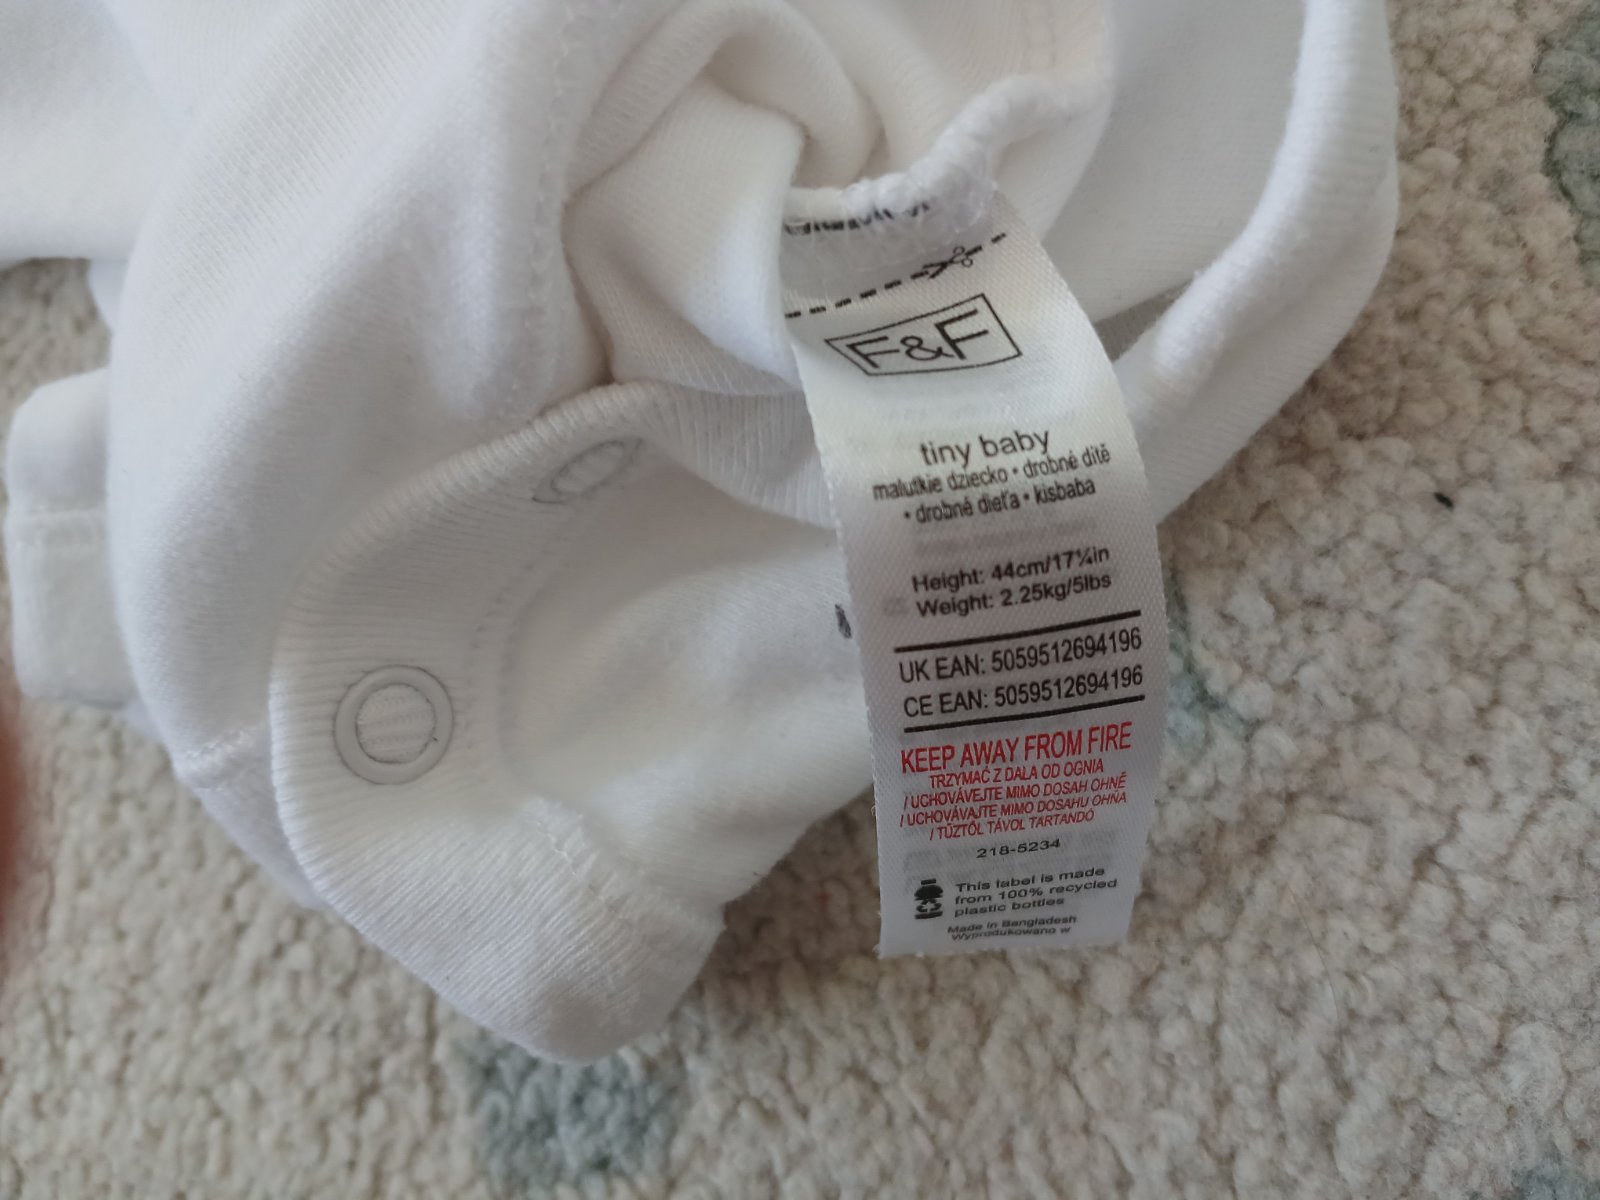 F&F
tiny baby
malutkie dziecko • drobné dítě
• drobné dieťa • kisbaba
Height: 44cm/17¼in
Weight: 2.25kg/5lbs
UK EAN: 5059512694196
CE EAN: 5059512694196
KEEP AWAY FROM FIRE
TRZYMAĆ Z DALA OD OGNIA
/ UCHOVÁVEJTE MIMO DOSAH OHNĚ
/ UCHOVÁVAJTE MIMO DOSAHU OHŇA
/ TŰZTŐL TÁVOL TARTANDÓ
218-5234
This label is made
from 100% recycled
plastic bottles
Made in Bangladesh
Wyprodukowano w